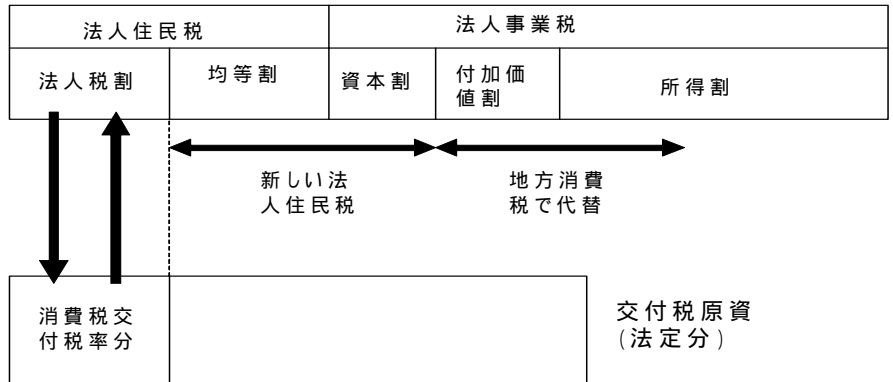 法人住民税
法人事業税
法人税割
均等割
資本割
付加価
値割
所得割
新しい法
人住民税
地方消費
税で代替
消費税交
付税率分
交付税原資
(法定分)